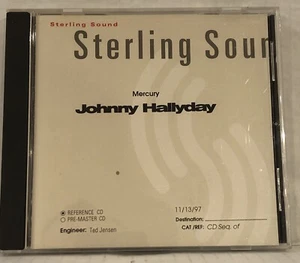 Sterling Sound
Sterling Soun
Mercury
Johnny Hallyday
REFERENCE CD
PRE-MASTER CD
Engineer: Ted Jensen
11/13/97
Destination:
CAT /REF: CD Seq. of